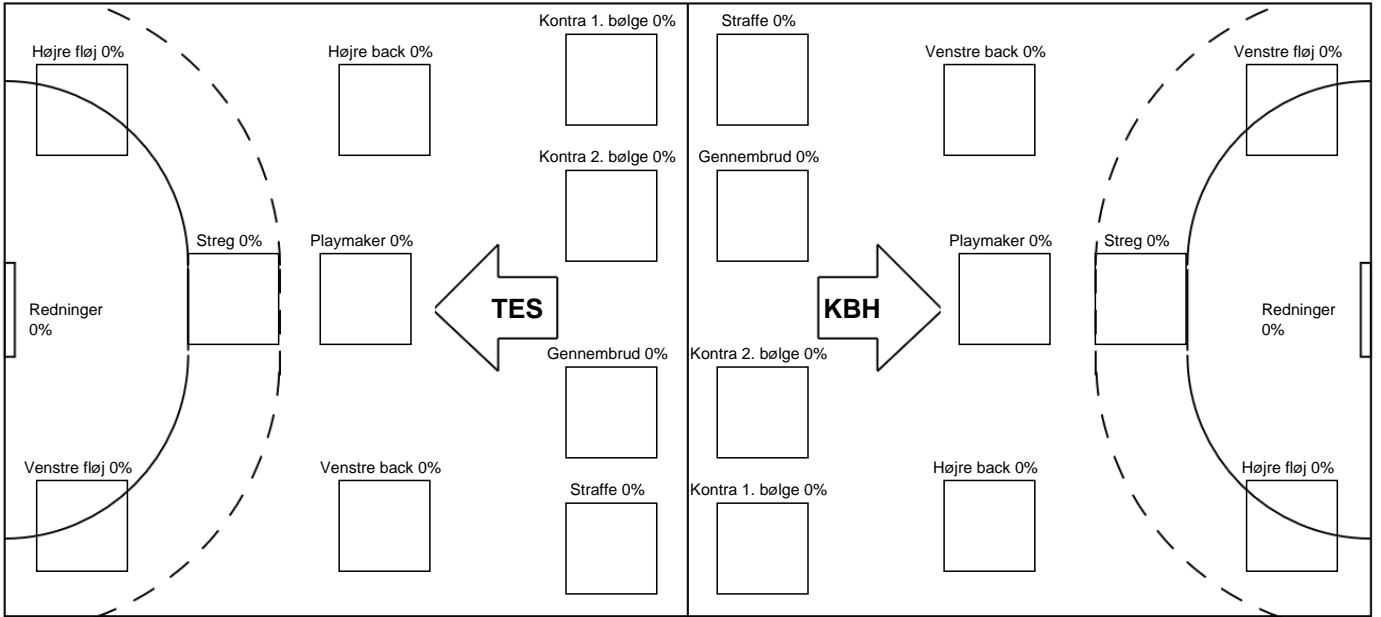 Kontra 1. bølge 0%
Straffe 0%
Højre fløj 0%
Højre back 0%
Venstre back 0%
Venstre fløj 0%
Kontra 2. bølge 0%
Gennembrud 0%
Streg 0%
Playmaker 0%
Playmaker 0%
Streg 0%
Redninger
0%
TES
KBH
Redninger
0%
Gennembrud 0%
Kontra 2. bølge 0%
Venstre fløj 0%
Venstre back 0%
Straffe 0%
Kontra 1. bølge 0%
Højre back 0%
Højre fløj 0%